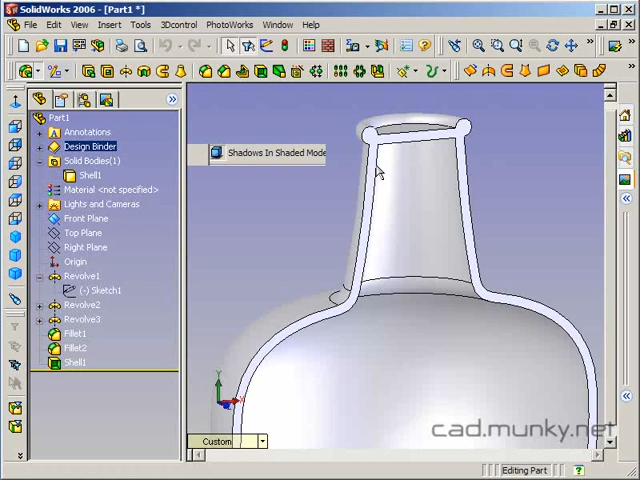 SolidWorks 2006 - [Part1 *]
File Edit View Insert Tools 3Dcontrol PhotoWorks Window Help
Part1
Annotations
Design Binder
Solid Bodies(1)
Shell1
Material <not specified>
Lights and Cameras
Front Plane
Top Plane
Right Plane
Origin
Revolve1
(-) Sketch1
Revolve2
Revolve3
Fillet1
Fillet2
Shell1
Shadows In Shaded Mode
Y
X
Custom
cad.munky.net
Editing Part